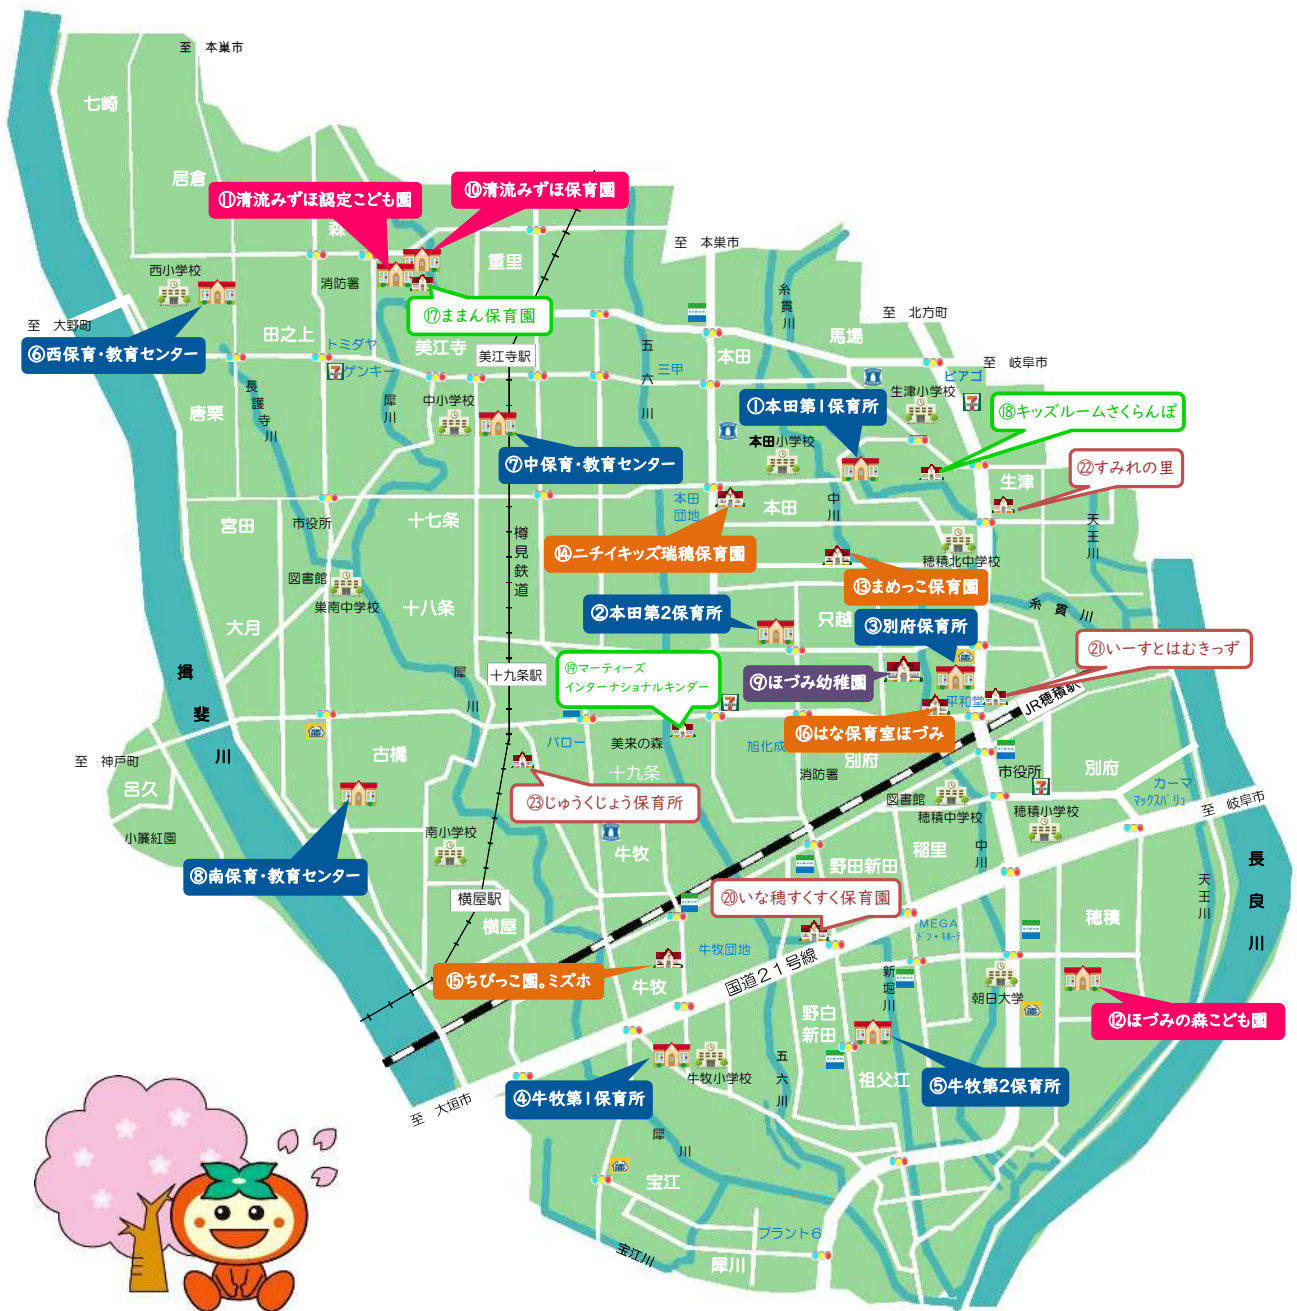 至 本巣市
七崎
居倉
⑪清流みずほ認定こども園
⑩清流みずほ保育園
森
重里
至 本巣市
西小学校
消防署
糸貫川
⑰ままん保育園
至 北方町
至 大野町
田之上
トミダヤ
美江寺
馬場
⑥西保育・教育センター
美江寺駅
五六川
本田
至 岐阜市
ゲンキー
三甲
ピアゴ
長護寺川
犀川
中小学校
生津小学校
唐栗
①本田第1保育所
⑱キッズルームさくらんぼ
本田小学校
⑦中保育・教育センター
㉒すみれの里
生津
本田団地
本田
中川
宮田
市役所
十七条
樽見鉄道
天王川
⑭ニチイキッズ瑞穂保育園
穂積北中学校
図書館
巣南中学校
⑬まめっこ保育園
十八条
②本田第2保育所
只越
糸貫川
大月
③別府保育所
㉑いーすとはむきっず
揖斐川
犀川
十九条駅
⑲マーティーズ
インターナショナルキンダー
⑨ほづみ幼稚園
平和堂
JR穂積駅
⑯はな保育室ほづみ
古橋
バロー
美来の森
旭化成
別府
至 神戸町
十九条
消防署
市役所
別府
呂久
㉓じゅうくじょう保育所
図書館
穂積中学校
穂積小学校
カーマ
マックスバリュ
至 岐阜市
小簾紅園
南小学校
牛牧
野田新田
稲里
中川
長良川
⑧南保育・教育センター
天王川
横屋駅
⑳いな穂すくすく保育園
横屋
MEGA
ドン・キホーテ
穂積
牛牧団地
国道21号線
⑮ちびっこ園。ミズホ
牛牧
新堀川
朝日大学
野白新田
⑫ほづみの森こども園
牛牧小学校
五六川
祖父江
④牛牧第1保育所
⑤牛牧第2保育所
至 大垣市
犀川
宝江
プラント6
宝江川
犀川